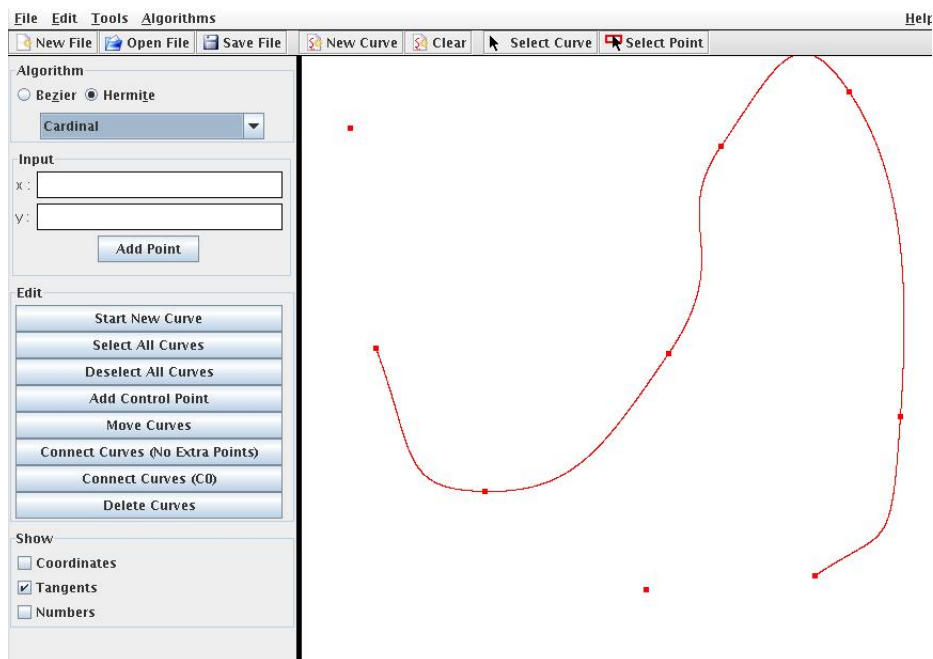 File Edit Tools Algorithms Help
New File Open File Save File New Curve Clear Select Curve Select Point
Algorithm
Bezier Hermite
Cardinal
Input
x :
y :
Add Point
Edit
Start New Curve
Select All Curves
Deselect All Curves
Add Control Point
Move Curves
Connect Curves (No Extra Points)
Connect Curves (C0)
Delete Curves
Show
Coordinates
Tangents
Numbers